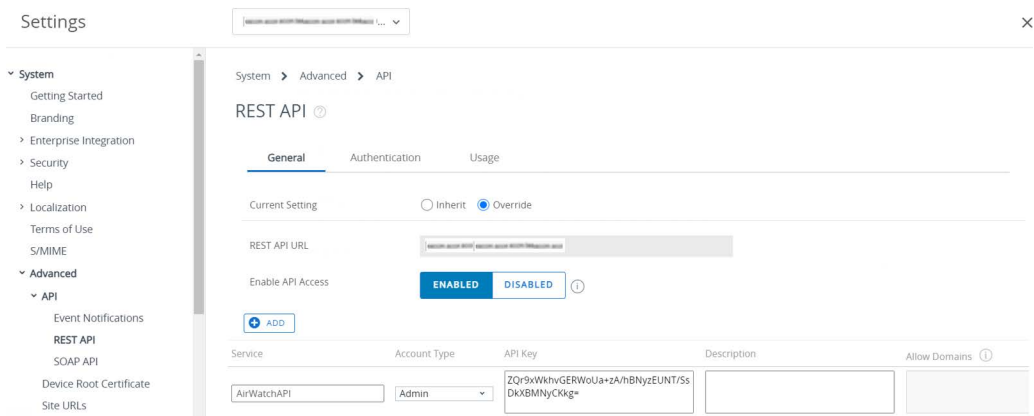 Settings
System
Getting Started
Branding
Enterprise Integration
Security
Help
Localization
Terms of Use
S/MIME
Advanced
API
Event Notifications
REST API
SOAP API
Device Root Certificate
Site URLs
System > Advanced > API
REST API
General Authentication Usage
Current Setting Inherit Override
REST API URL
Enable API Access ENABLED DISABLED
ADD
Service Account Type API Key Description Allow Domains
AirWatchAPI Admin ZQr9xWkhvGERWoUa+zA/hBNyzEUNT/Ss
DkXBMNyCKkg=